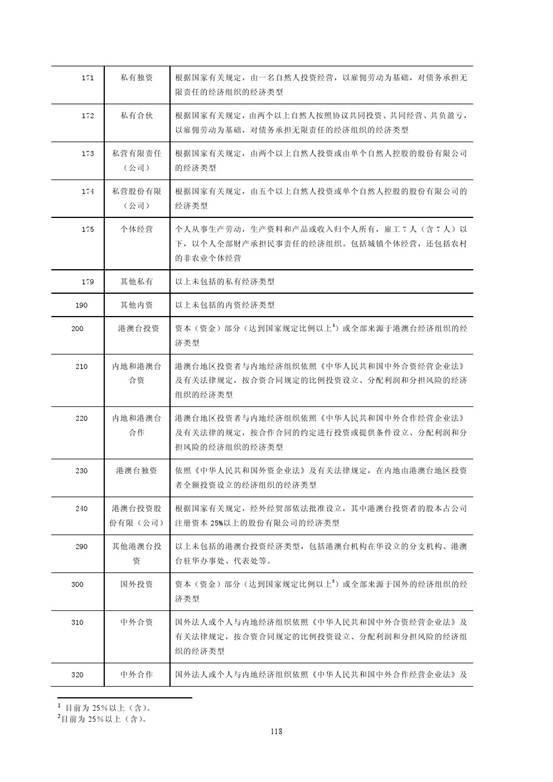 171 私有独资 根据国家有关规定，由一名自然人投资经营，以雇佣劳动为基础，对债务承担无
限责任的经济组织的经济类型
172 私有合伙 根据国家有关规定，由两个以上自然人按照协议共同投资、共同经营、共负盈亏，
以雇佣劳动为基础，对债务承担无限责任的经济组织的经济类型
173 私营有限责任 根据国家有关规定，由两个以上自然人投资或由单个自然人控股的股份有限公司
（公司） 的经济类型
174 私营股份有限 根据国家有关规定，由五个以上自然人投资或单个自然人控股的股份有限公司的
（公司） 经济类型
175 个体经营 个人从事生产劳动，生产资料和产品或收入归个人所有，雇工 7 人（含 7 人）以
下，以个人全部财产承担民事责任的经济组织。包括城镇个体经营，还包括农村
的非农业个体经营
179 其他私有 以上未包括的私有经济类型
190 其他内资 以上未包括的内资经济类型
200 港澳台投资 资本（资金）部分（达到国家规定比例以上1）或全部来源于港澳台经济组织的经
济类型
210 内地和港澳台 港澳台地区投资者与内地经济组织依照《中华人民共和国中外合资经营企业法》
合资 及有关法律规定，按合资合同规定的比例投资设立、分配利润和分担风险的经济
组织的经济类型
220 内地和港澳台 港澳台地区投资者与内地经济组织依照《中华人民共和国中外合作经营企业法》
合作 及有关法律的规定，按合作合同的约定进行投资或提供条件设立、分配利润和分
担风险的经济组织的经济类型
230 港澳台独资 依照《中华人民共和国外资企业法》及有关法律规定，在内地由港澳台地区投资
者全额投资设立的经济组织的经济类型
240 港澳台投资股 根据国家有关规定，经外经贸部依法批准设立，其中港澳台投资者的股本占公司
份有限（公司） 注册资本 25%以上的股份有限公司的经济类型
290 其他港澳台投 以上未包括的港澳台投资经济类型，包括港澳台机构在华设立的分支机构、港澳
资 台驻华办事处、代表处等。
300 国外投资 资本（资金）部分（达到国家规定比例以上2）或全部来源于国外的经济组织的经
济类型
310 中外合资 国外法人或个人与内地经济组织依照《中华人民共和国中外合资经营企业法》及
有关法律规定，按合资合同规定的比例投资设立、分配利润和分担风险的经济组
织的经济类型
320 中外合作 国外法人或个人与内地经济组织依照《中华人民共和国中外合作经营企业法》及
1 目前为 25％以上（含）。
2目前为 25％以上（含）。
118